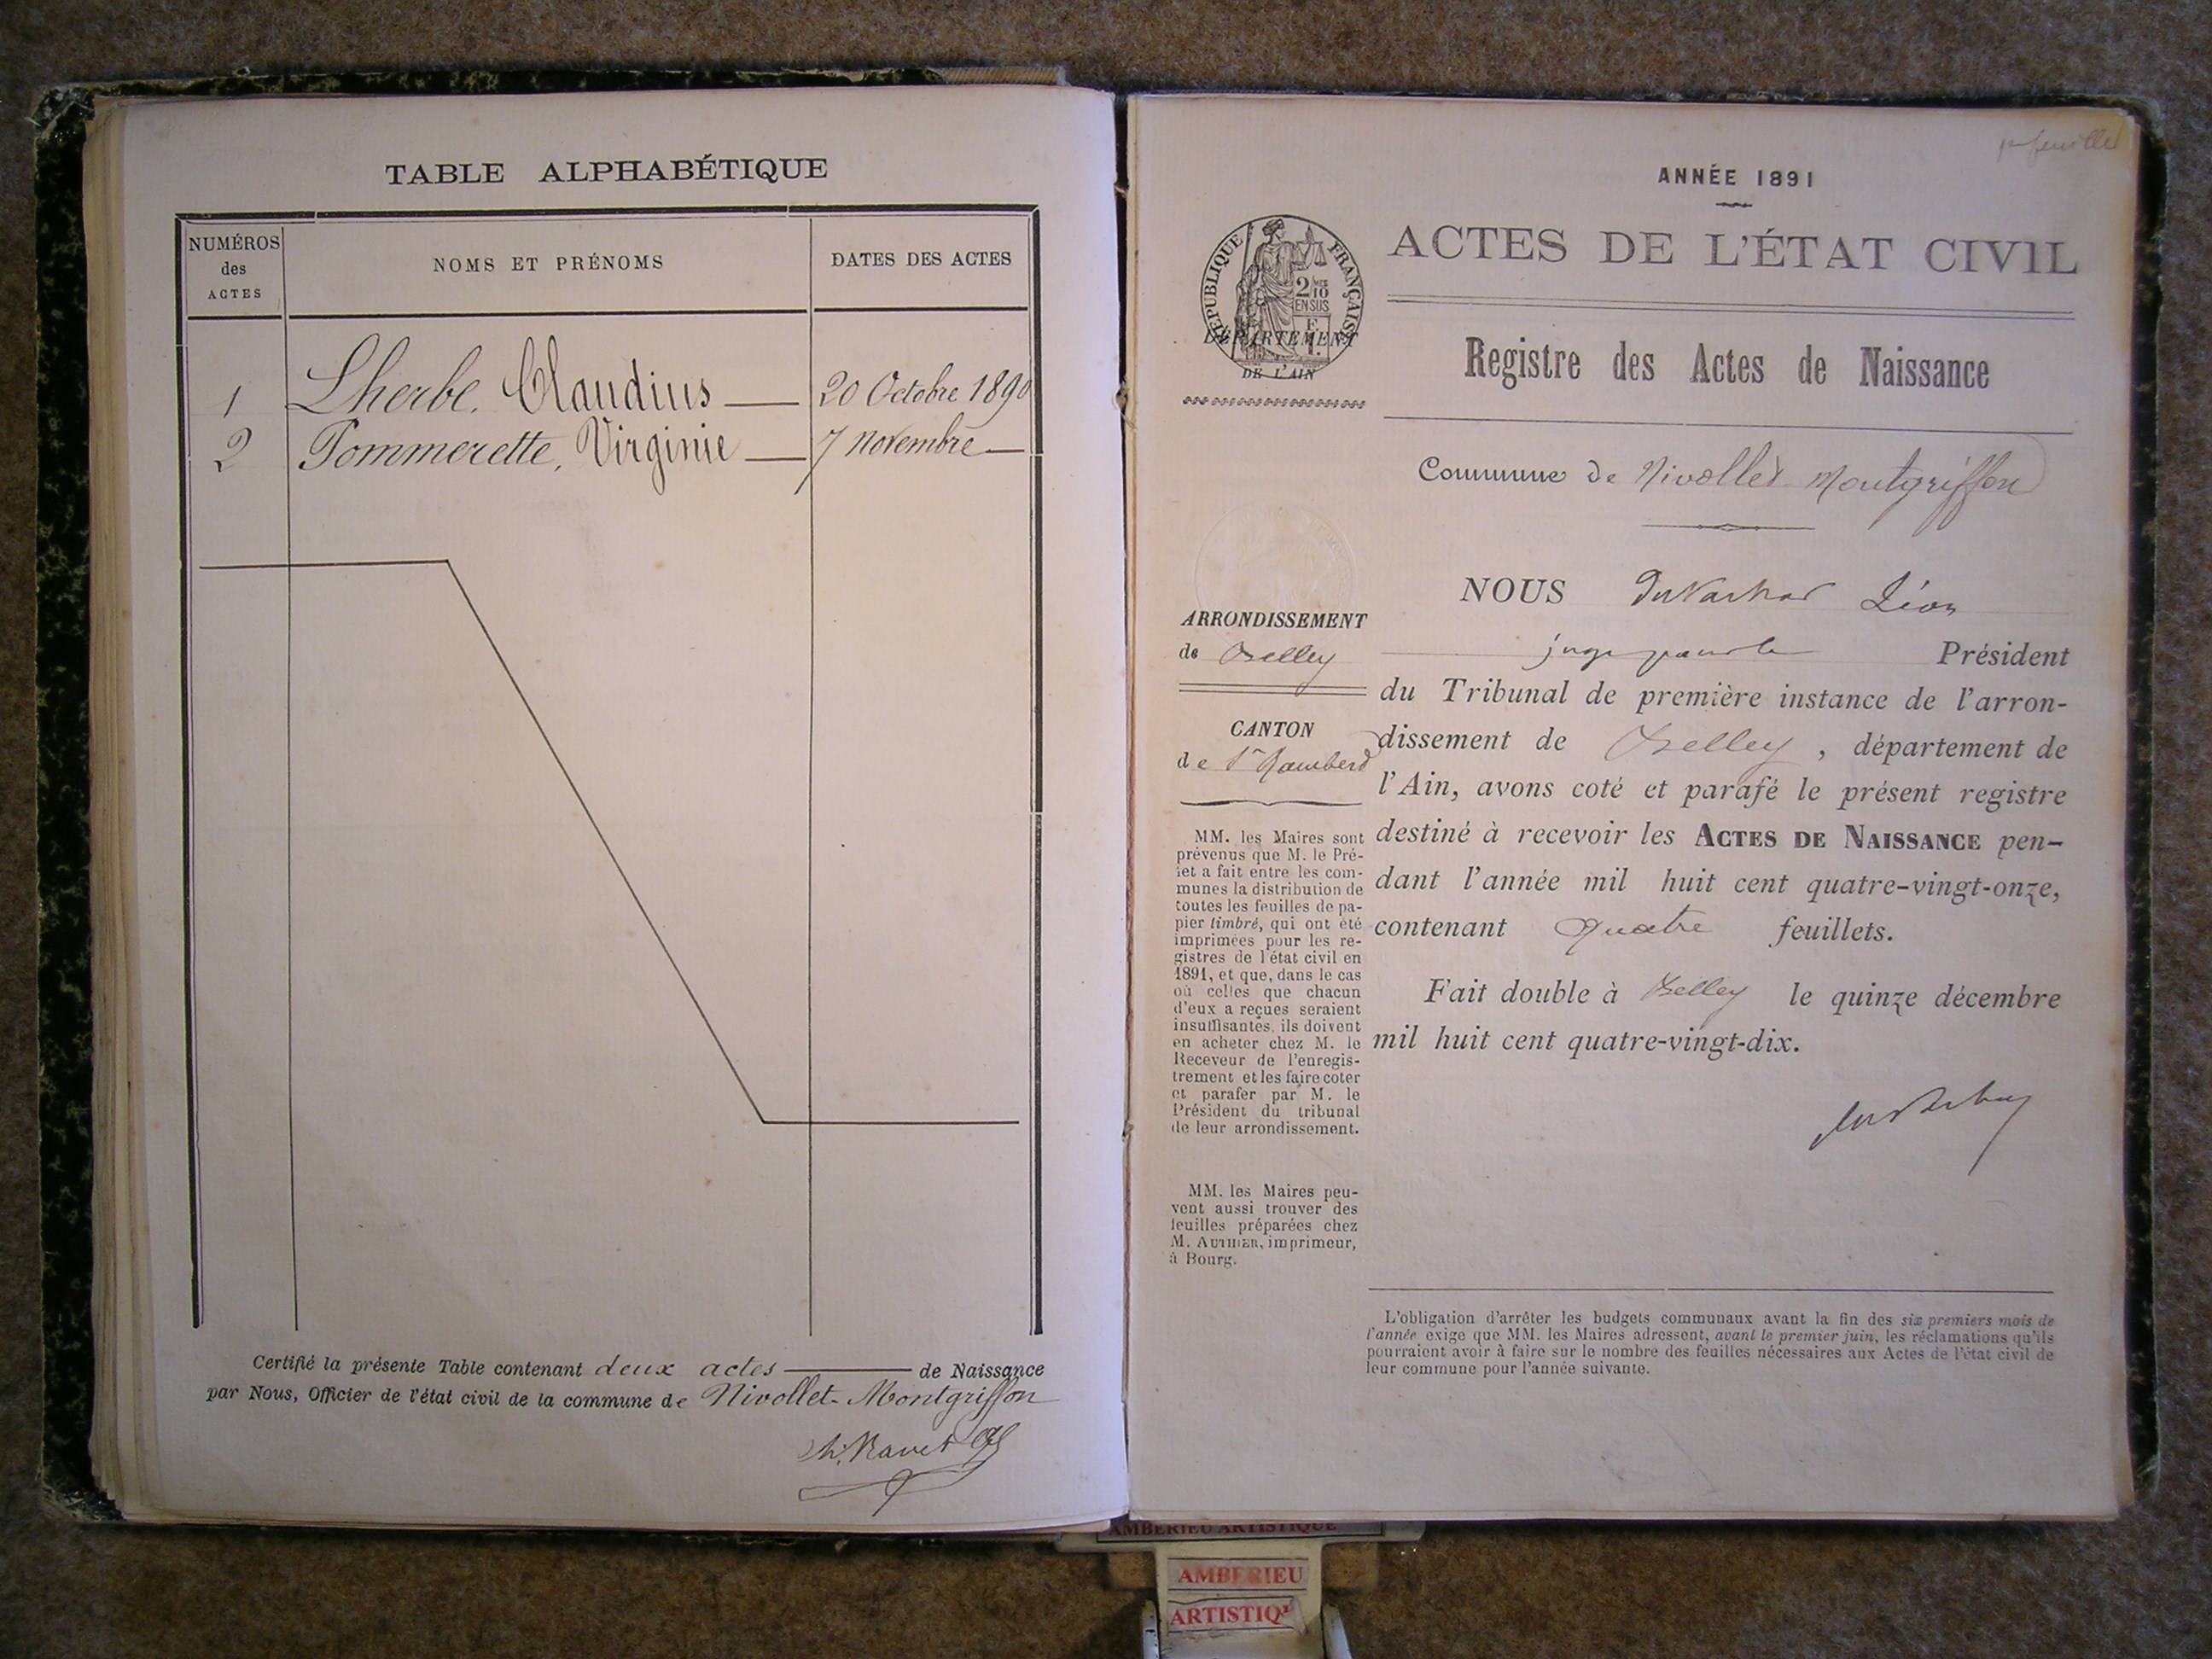 TABLE ALPHABÉTIQUE
NUMÉROS
des
ACTES
NOMS ET PRÉNOMS
DATES DES ACTES
1 Lherbe, Claudius — 20 Octobre 1890
2 Pommerette, Virginie — 7 Novembre —
Certifié la présente Table contenant deux actes — de Naissance
par Nous, Officier de l'état civil de la commune de Nivollet-Montgriffon
Ravet
1er feuillet
ANNÉE 1891
ACTES DE L'ÉTAT CIVIL
RÉPUBLIQUE FRANÇAISE
2/10
EN SUS
DÉPARTEMENT
DE L'AIN
Registre des Actes de Naissance
Commune de Nivollet Montgriffon
ARRONDISSEMENT
de Belley
CANTON
de St Rambert
MM. les Maires sont
prévenus que M. le Pré-
fet a fait entre les com-
munes la distribution de
toutes les feuilles de pa-
pier timbré, qui ont été
imprimées pour les re-
gistres de l'état civil en
1891, et que, dans le cas
où celles que chacun
d'eux a reçues seraient
insuffisantes, ils doivent
en acheter chez M. le
Receveur de l'enregis-
trement et les faire coter
et parafer par M. le
Président du tribunal
de leur arrondissement.
MM. les Maires peu-
vent aussi trouver des
feuilles préparées chez
M. AUTHIER, imprimeur,
à Bourg.
NOUS Léon
Président
du Tribunal de première instance de l'arron-
dissement de Belley, département de
l'Ain, avons coté et parafé le présent registre
destiné à recevoir les ACTES DE NAISSANCE pen-
dant l'année mil huit cent quatre-vingt-onze,
contenant Quatre feuillets.
Fait double à Belley le quinze décembre
mil huit cent quatre-vingt-dix.
L'obligation d'arrêter les budgets communaux avant la fin des six premiers mois de
l'année exige que MM. les Maires adressent, avant le premier juin, les réclamations qu'ils
pourraient avoir à faire sur le nombre des feuilles nécessaires aux Actes de l'état civil de
leur commune pour l'année suivante.
AMBERIEU ARTISTIQUE
AMBERIEU
ARTISTIQU